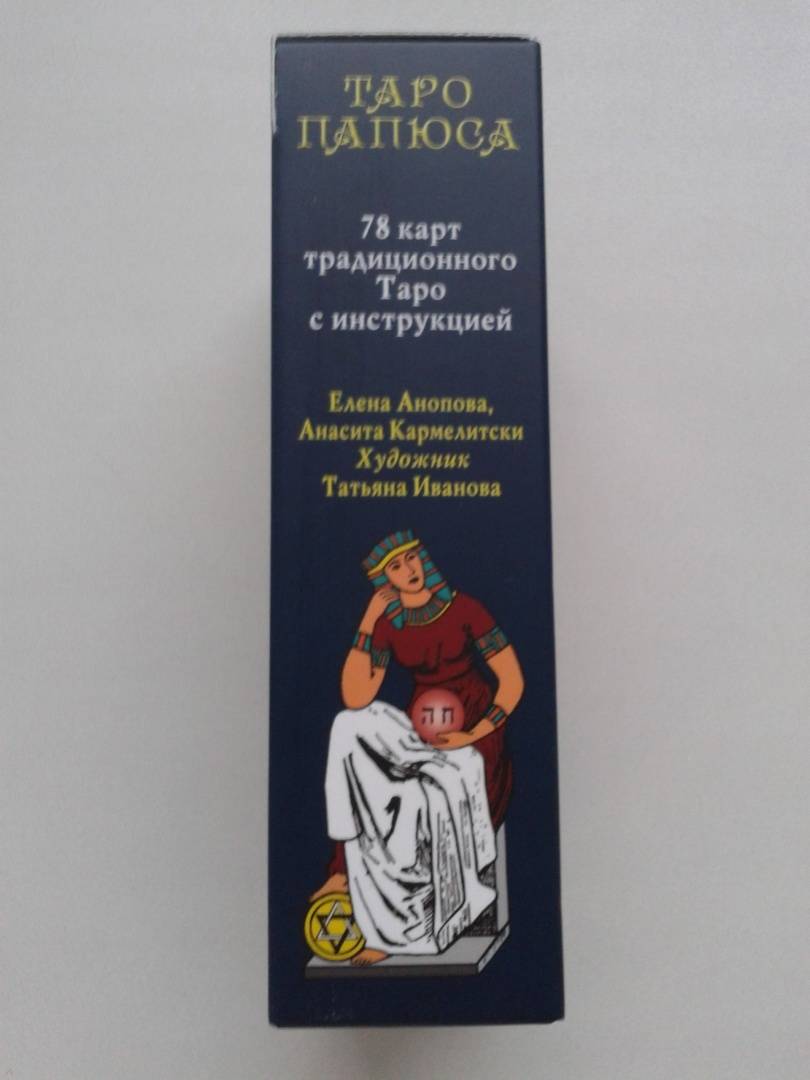 ТАРО
ПАПЮСА
78 карт
традиционного
Таро
с инструкцией
Елена Анопова,
Анасита Кармелитски
Художник
Татьяна Иванова
ח ה